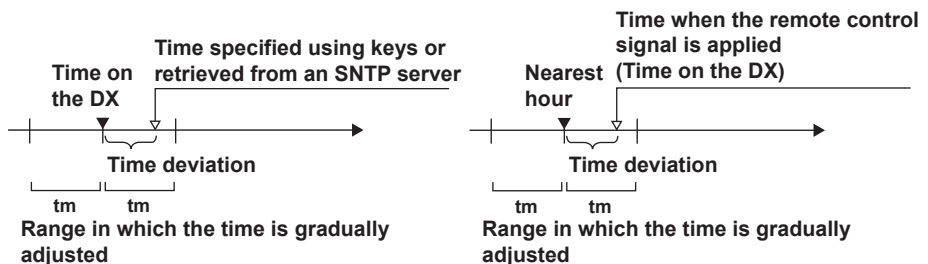 Time on
the DX
Time specified using keys or
retrieved from an SNTP server
Time deviation
tm tm
Range in which the time is gradually
adjusted
Nearest
hour
Time when the remote control
signal is applied
(Time on the DX)
Time deviation
tm tm
Range in which the time is gradually
adjusted